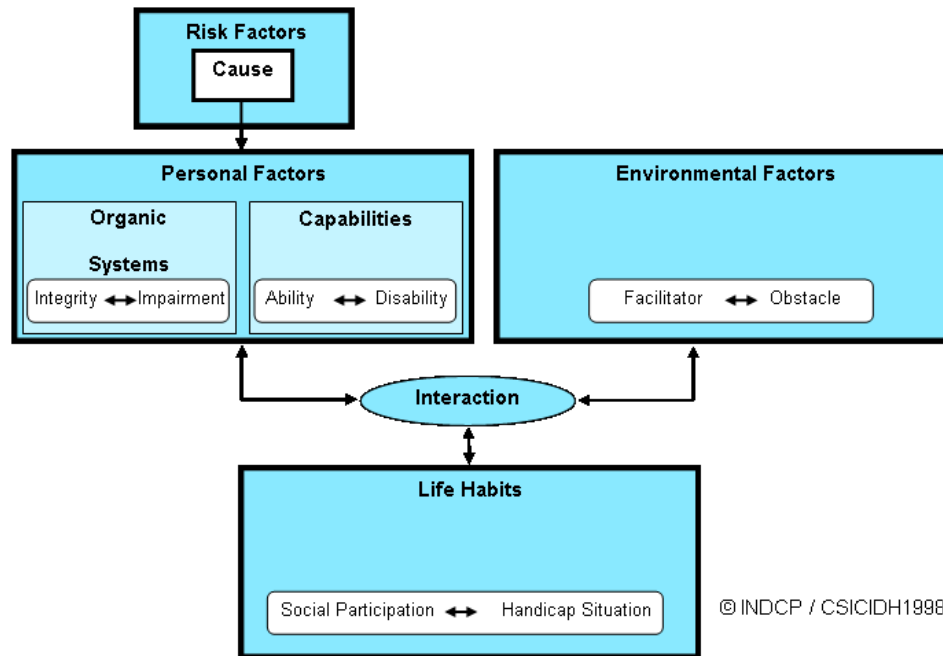 Risk Factors
Cause
Personal Factors
Organic
Systems
Integrity Impairment
Capabilities
Ability Disability
Environmental Factors
Facilitator Obstacle
Interaction
Life Habits
Social Participation Handicap Situation
© INDCP / CSICIDH1998